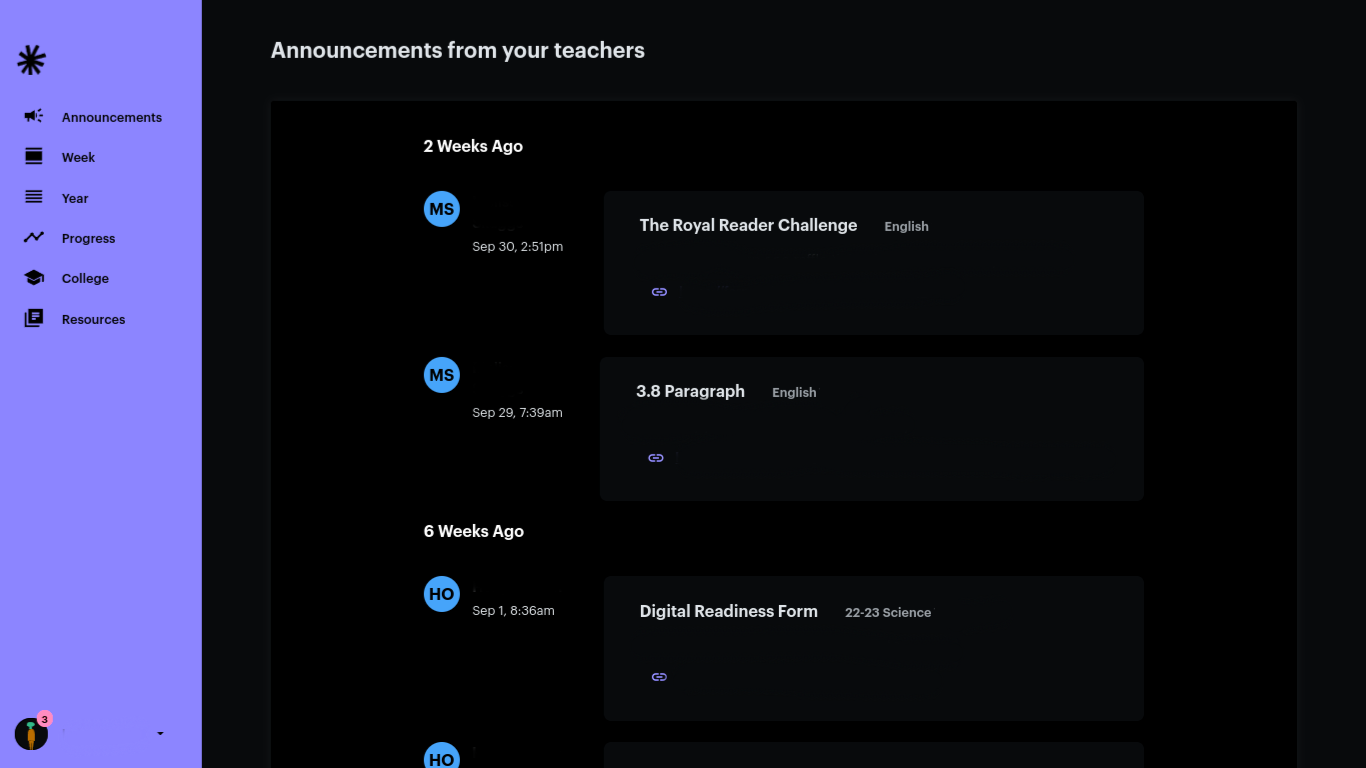 Announcements from your teachers
Announcements
Week
Year
Progress
College
Resources
3
2 Weeks Ago
MS
Sep 30, 2:51pm
The Royal Reader Challenge English
MS
Sep 29, 7:39am
3.8 Paragraph English
6 Weeks Ago
HO
Sep 1, 8:36am
Digital Readiness Form 22-23 Science
HO